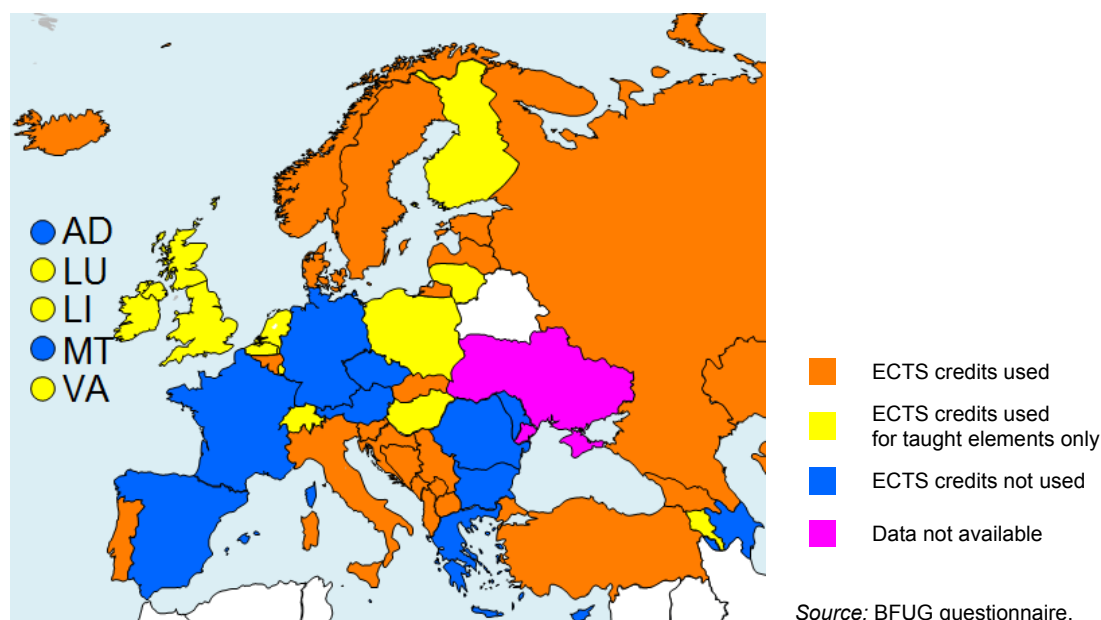 AD
LU
LI
MT
VA
ECTS credits used
ECTS credits used
for taught elements only
ECTS credits not used
Data not available
Source: BFUG questionnaire.